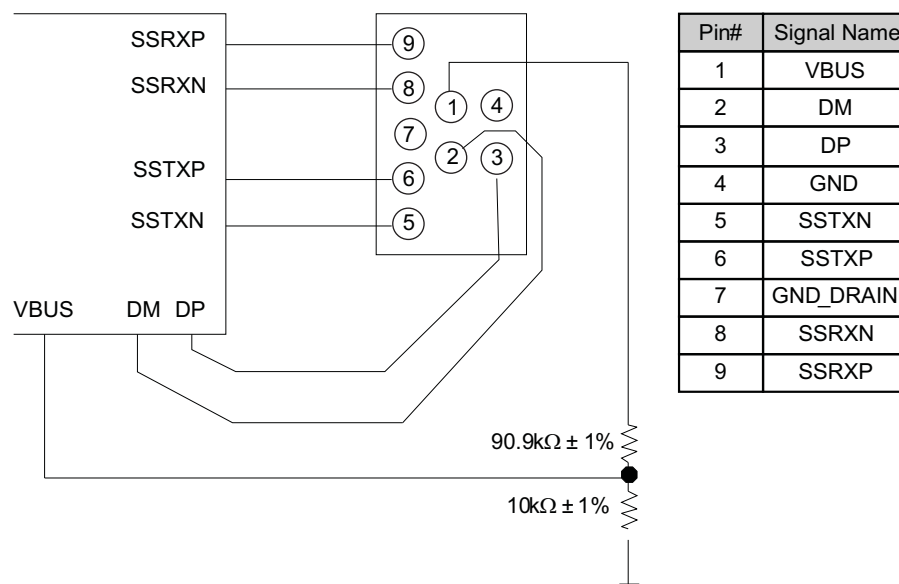 SSRXP
SSRXN
SSTXP
SSTXN
VBUS DM DP
9
8
7
6
5
1
4
2
3
90.9kΩ ± 1%
10kΩ ± 1%
Pin# Signal Name
1 VBUS
2 DM
3 DP
4 GND
5 SSTXN
6 SSTXP
7 GND_DRAIN
8 SSRXN
9 SSRXP